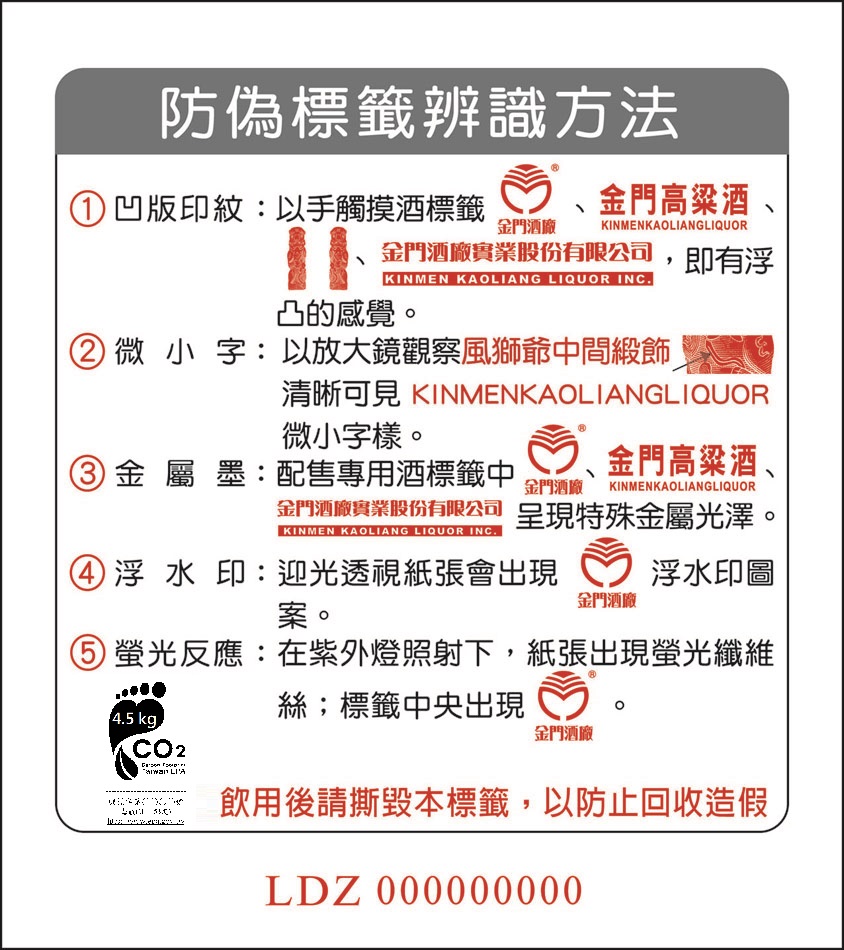 防偽標籤辨識方法
① 凹版印紋：以手觸摸酒標籤 金門酒廠 ® 、金門高粱酒 KINMENKAOLIANGLIQUOR 、
、金門酒廠實業股份有限公司 KINMEN KAOLIANG LIQUOR INC. ，即有浮
凸的感覺。
② 微小字：以放大鏡觀察風獅爺中間緞飾
清晰可見 KINMENKAOLIANGLIQUOR
微小字樣。
③ 金屬墨：配售專用酒標籤中 金門酒廠 ® 、金門高粱酒 KINMENKAOLIANGLIQUOR 、
金門酒廠實業股份有限公司 KINMEN KAOLIANG LIQUOR INC. 呈現特殊金屬光澤。
④ 浮水印：迎光透視紙張會出現 金門酒廠 浮水印圖
案。
⑤ 螢光反應：在紫外燈照射下，紙張出現螢光纖維
絲；標籤中央出現 金門酒廠 ® 。
4.5 kg
CO2
Carbon Footprint
Taiwan EPA
飲用後請撕毀本標籤，以防止回收造假
LDZ 000000000